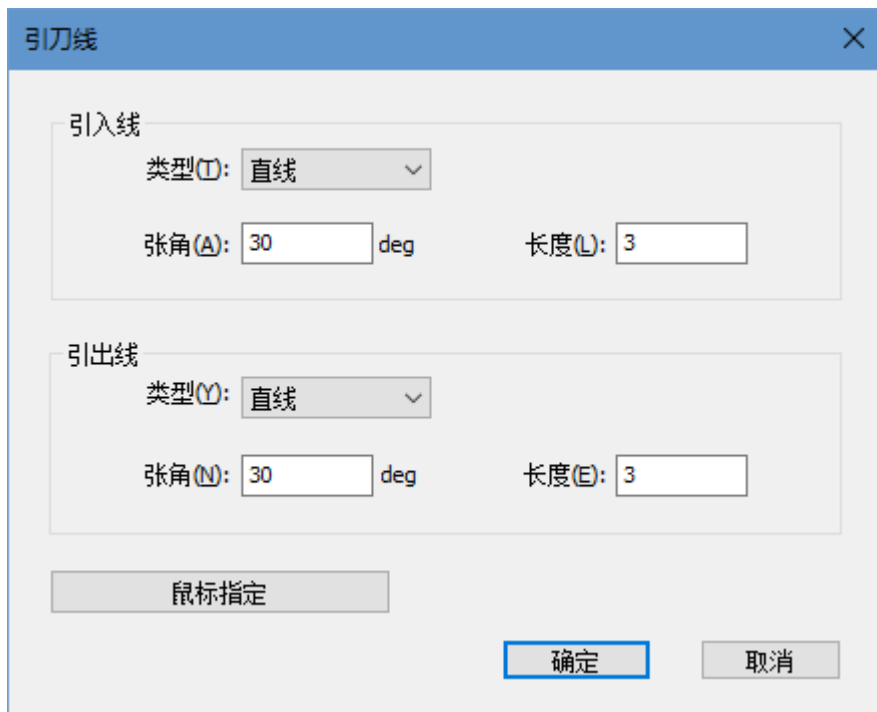 引刀线
引入线
类型(T): 直线
张角(A): 30 deg 长度(L): 3
引出线
类型(Y): 直线
张角(N): 30 deg 长度(E): 3
鼠标指定
确定 取消